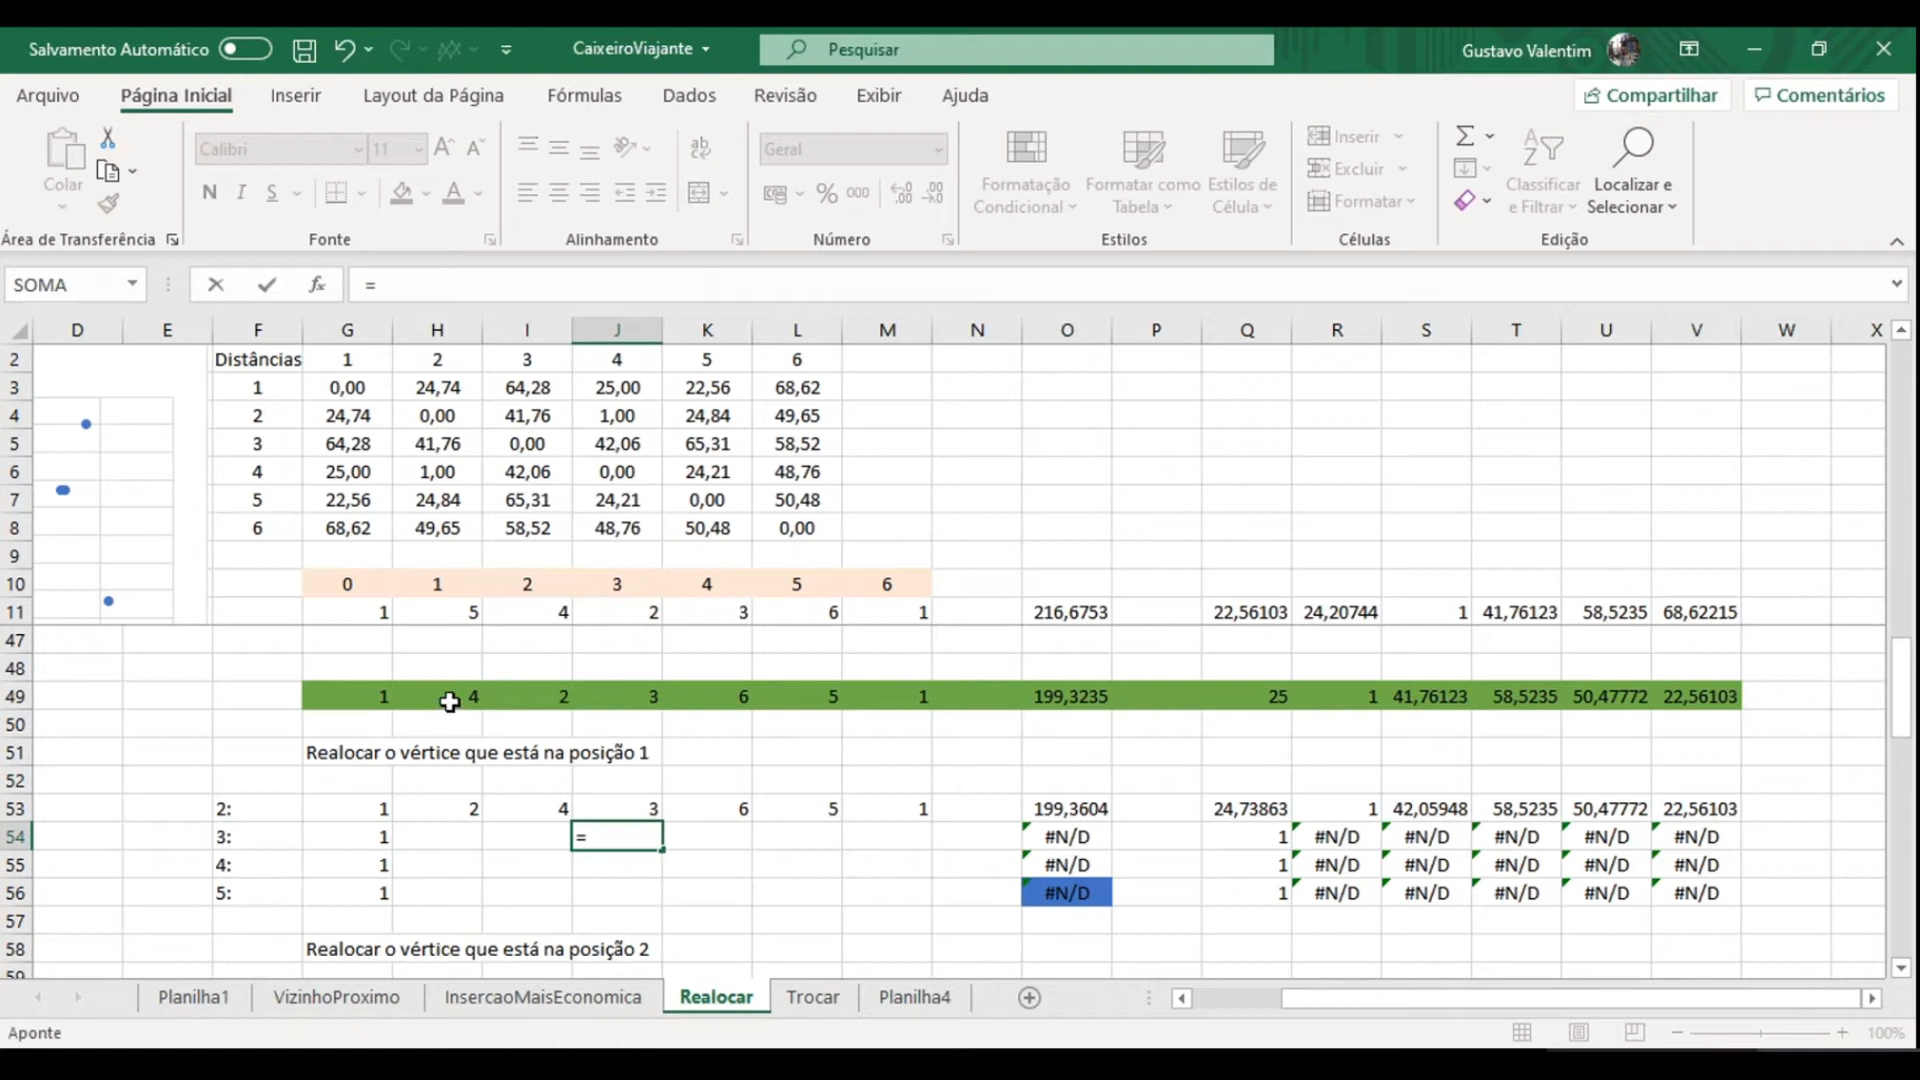 Salvamento Automático CaixeiroViajante Pesquisar Gustavo Valentim
Arquivo Página Inicial Inserir Layout da Página Fórmulas Dados Revisão Exibir Ajuda Compartilhar Comentários
Colar Calibri 11 Geral Formatação Condicional Formatar como Tabela Estilos de Célula Inserir Excluir Formatar Classificar e Filtrar Localizar e Selecionar
N I S % 000
Área de Transferência Fonte Alinhamento Número Estilos Células Edição
SOMA fx =
D E F G H I J K L M N O P Q R S T U V W X
2 Distâncias 1 2 3 4 5 6
3 1 0,00 24,74 64,28 25,00 22,56 68,62
4 2 24,74 0,00 41,76 1,00 24,84 49,65
5 3 64,28 41,76 0,00 42,06 65,31 58,52
6 4 25,00 1,00 42,06 0,00 24,21 48,76
7 5 22,56 24,84 65,31 24,21 0,00 50,48
8 6 68,62 49,65 58,52 48,76 50,48 0,00
9
10 0 1 2 3 4 5 6
11 1 5 4 2 3 6 1 216,6753 22,56103 24,20744 1 41,76123 58,5235 68,62215
47
48
49 1 4 2 3 6 5 1 199,3235 25 1 41,76123 58,5235 50,47772 22,56103
50
51 Realocar o vértice que está na posição 1
52
53 2: 1 2 4 3 6 5 1 199,3604 24,73863 1 42,05948 58,5235 50,47772 22,56103
54 3: 1 = #N/D 1 #N/D #N/D #N/D #N/D #N/D
55 4: 1 #N/D 1 #N/D #N/D #N/D #N/D #N/D
56 5: 1 #N/D 1 #N/D #N/D #N/D #N/D #N/D
57
58 Realocar o vértice que está na posição 2
59
Planilha1 VizinhoProximo InsercaoMaisEconomica Realocar Trocar Planilha4
Aponte 100%